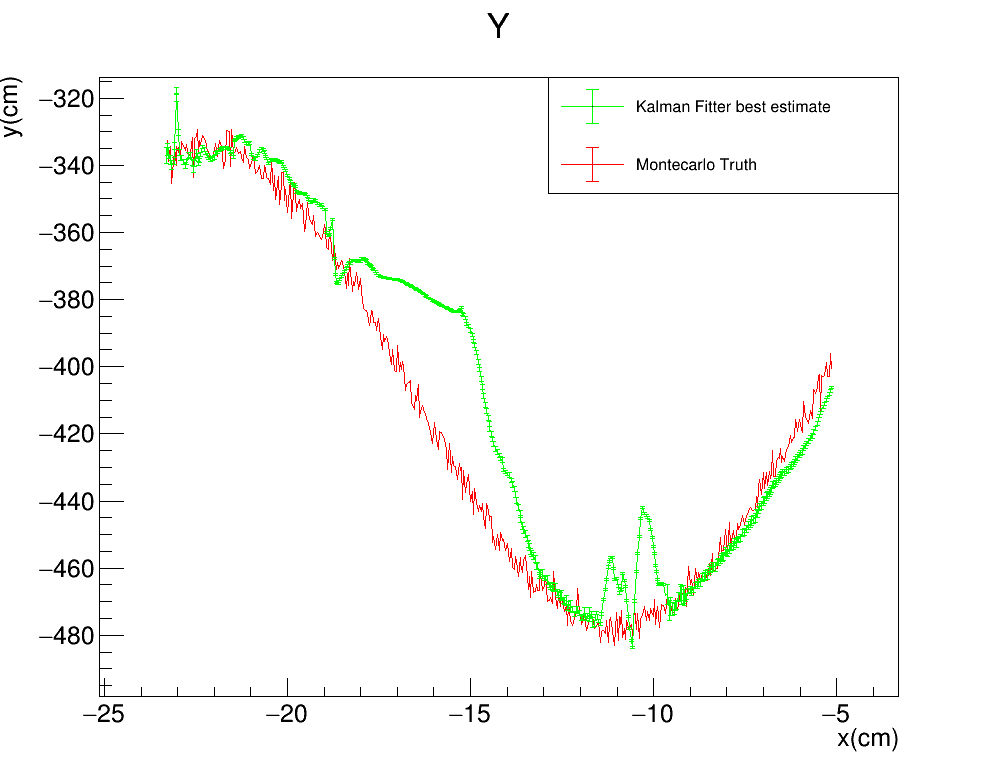 Y
y(cm)
−320
−340
−360
−380
−400
−420
−440
−460
−480
Kalman Fitter best estimate
Montecarlo Truth
−25 −20 −15 −10 −5
x(cm)